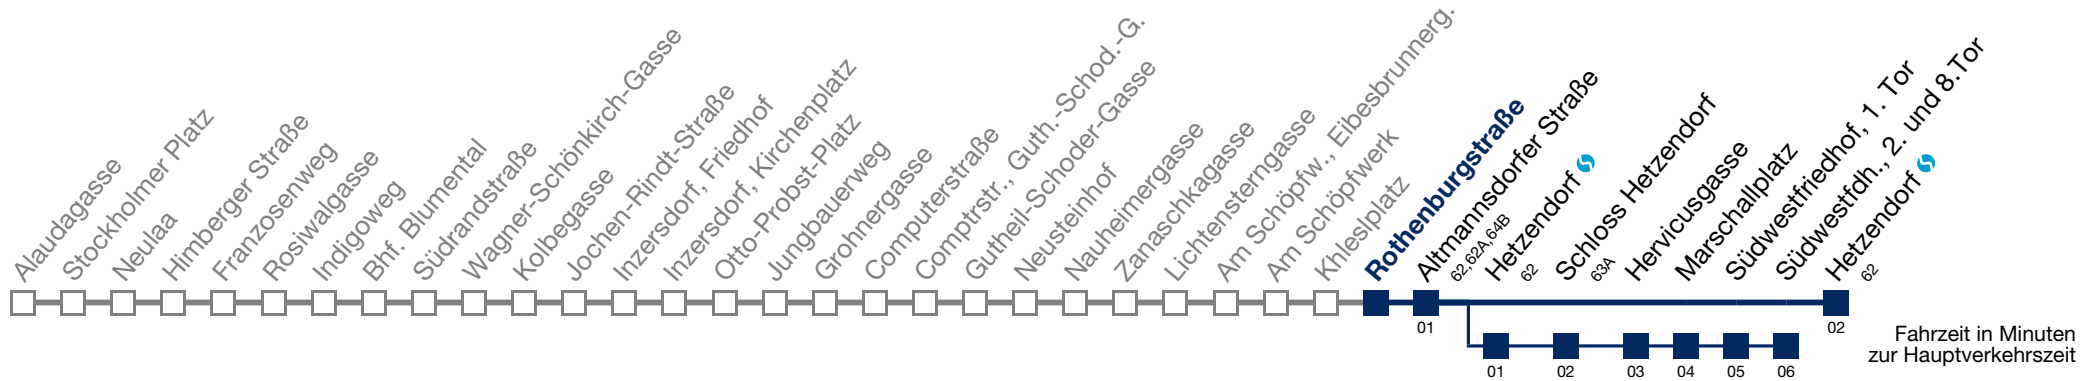 Alaudagasse
Stockholmer Platz
Neulaa
Himberger Straße
Franzosenweg
Rosiwalgasse
Indigoweg
Bhf. Blumental
Südrandstraße
Wagner-Schönkirch-Gasse
Kolbegasse
Jochen-Rindt-Straße
Inzersdorf, Friedhof
Inzersdorf, Kirchenplatz
Otto-Probst-Platz
Jungbauerweg
Grohnergasse
Computerstraße
Comptrstr., Guth.-Schod.-G.
Gutheil-Schoder-Gasse
Neusteinhof
Nauheimergasse
Zanaschkagasse
Lichtensterngasse
Am Schöpfw., Eibesbrunnerg.
Am Schöpfwerk
Khleslplatz
Rothenburgstraße
Altmannsdorfer Straße
62,62A,64B
Hetzendorf
62
Schloss Hetzendorf
63A
Hervicusgasse
Marschallplatz
Südwestfriedhof, 1. Tor
Südwestfdh., 2. und 8.Tor
Hetzendorf
62
01
02
01
02
03
04
05
06
Fahrzeit in Minuten
zur Hauptverkehrszeit